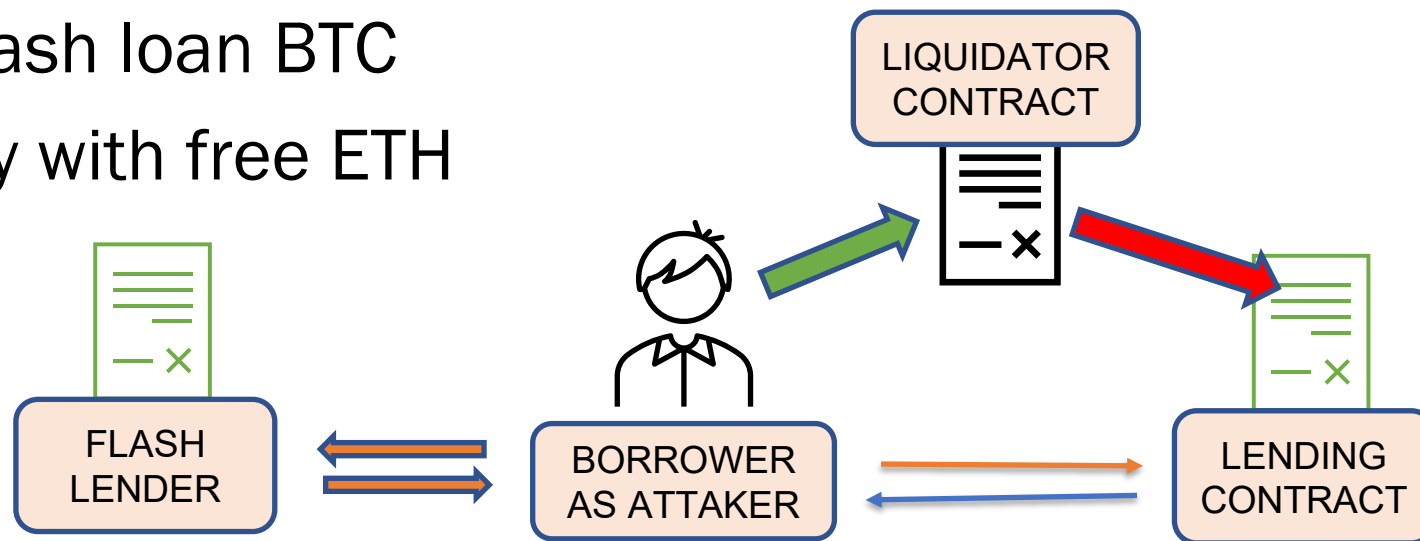 ash loan BTC
y with free ETH
LIQUIDATOR
CONTRACT
FLASH
LENDER
BORROWER
AS ATTAKER
LENDING
CONTRACT